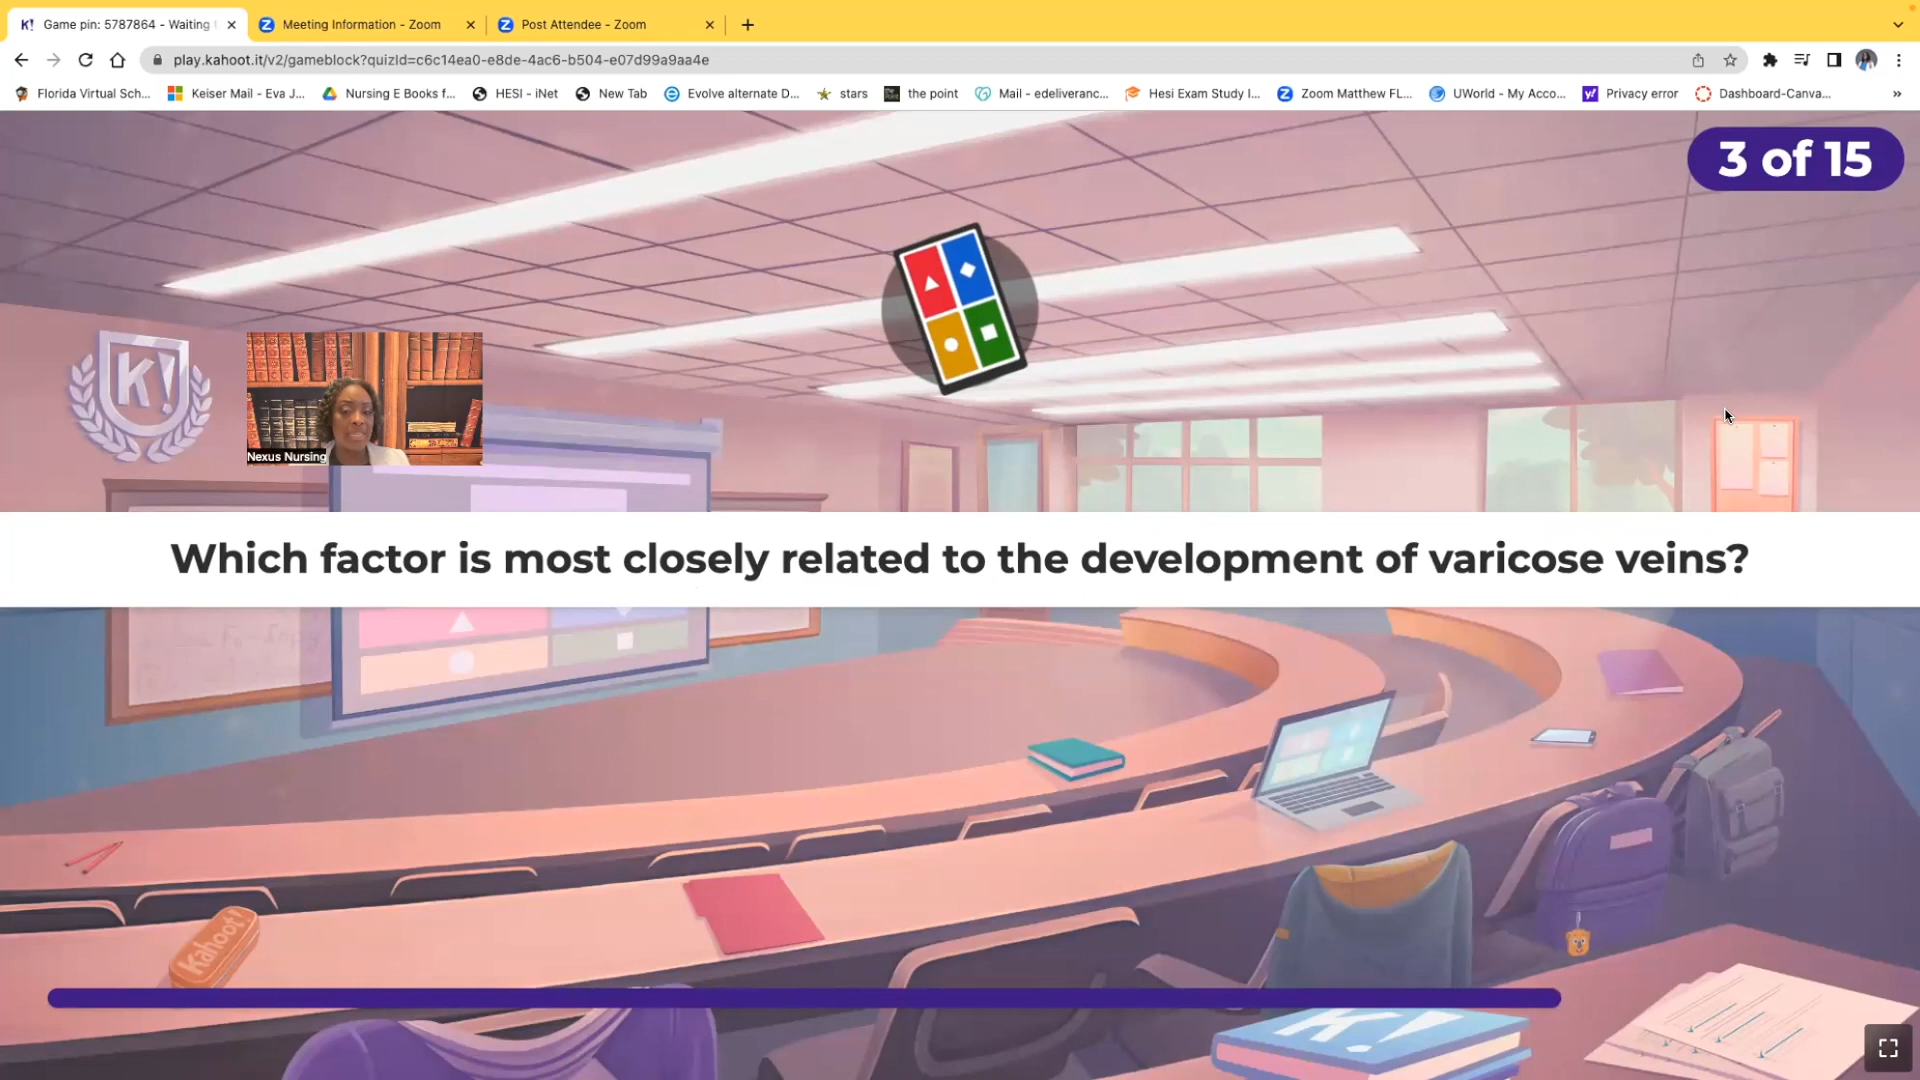 Game pin: 5787864 - Waiting
Meeting Information - Zoom
Post Attendee - Zoom
play.kahoot.it/v2/gameblock?quizId=c6c14ea0-e8de-4ac6-b504-e07d99a9aa4e
Florida Virtual Sch...
Keiser Mail - Eva J...
Nursing E Books f...
HESI - iNet
New Tab
Evolve alternate D...
stars
the point
Mail - edeliveranc...
Hesi Exam Study I...
Zoom Matthew FL...
UWorld - My Acco...
Privacy error
Dashboard-Canva...
3 of 15
K!
Nexus Nursing
Which factor is most closely related to the development of varicose veins?
Kahoot!
K!